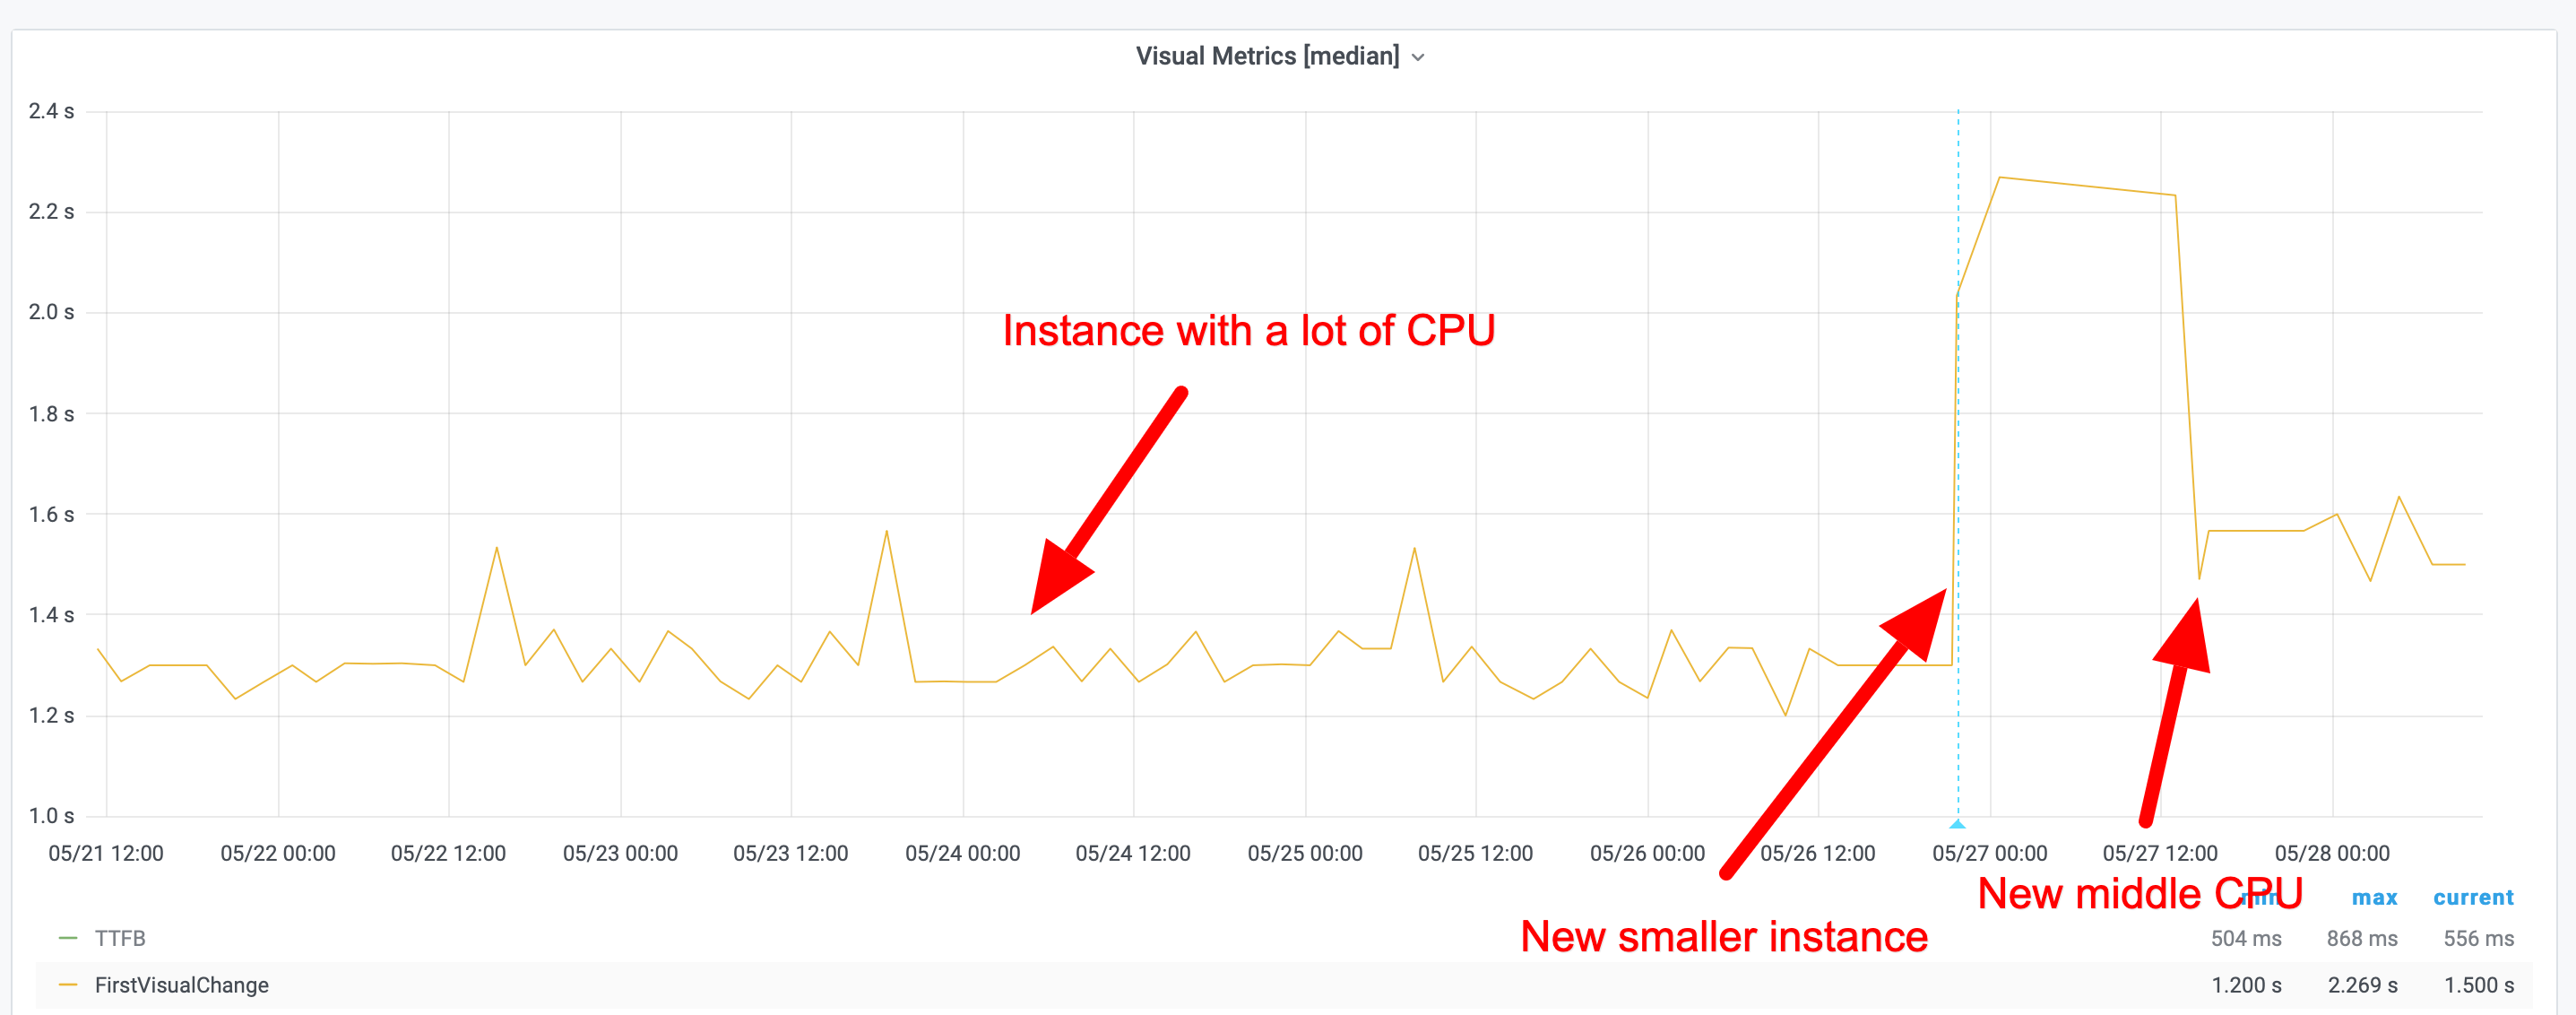 Visual Metrics [median]
2.4 s
2.2 s
2.0 s
Instance with a lot of CPU
1.8 s
1.6 s
1.4 s
1.2 s
1.0 s
05/21 12:00 05/22 00:00 05/22 12:00 05/23 00:00 05/23 12:00 05/24 00:00 05/24 12:00 05/25 00:00 05/25 12:00 05/26 00:00 05/26 12:00 05/27 00:00 05/27 12:00 05/28 00:00
New middle CPU
min max current
New smaller instance
TTFB 504 ms 868 ms 556 ms
FirstVisualChange 1.200 s 2.269 s 1.500 s